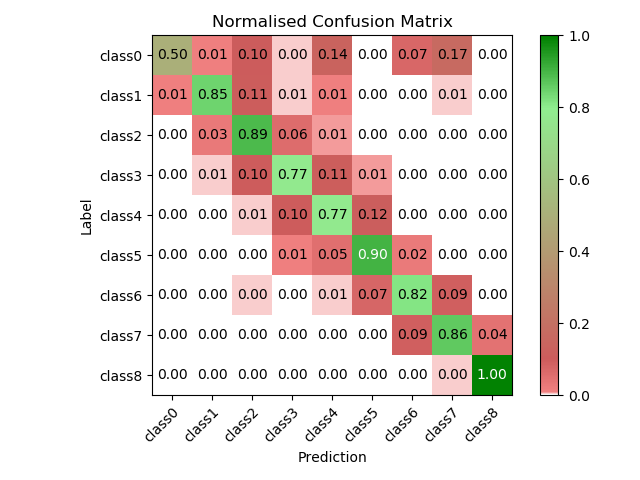 Normalised Confusion Matrix
class0 0.50 0.01 0.10 0.00 0.14 0.00 0.07 0.17 0.00
class1 0.01 0.85 0.11 0.01 0.01 0.00 0.00 0.01 0.00
class2 0.00 0.03 0.89 0.06 0.01 0.00 0.00 0.00 0.00
class3 0.00 0.01 0.10 0.77 0.11 0.01 0.00 0.00 0.00
class4 0.00 0.00 0.01 0.10 0.77 0.12 0.00 0.00 0.00
class5 0.00 0.00 0.00 0.01 0.05 0.90 0.02 0.00 0.00
class6 0.00 0.00 0.00 0.00 0.01 0.07 0.82 0.09 0.00
class7 0.00 0.00 0.00 0.00 0.00 0.00 0.09 0.86 0.04
class8 0.00 0.00 0.00 0.00 0.00 0.00 0.00 0.00 1.00
class0 class1 class2 class3 class4 class5 class6 class7 class8
Prediction
Label
1.0
0.8
0.6
0.4
0.2
0.0